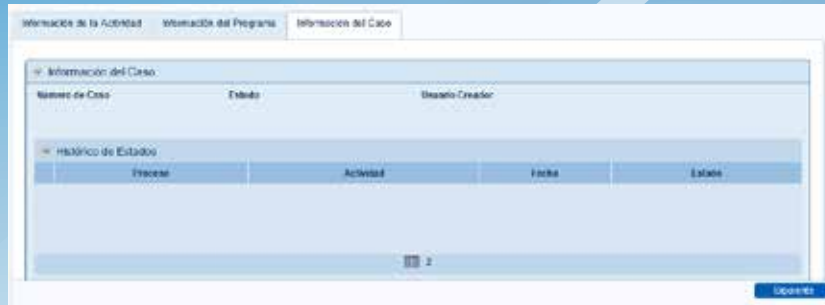 Información de la Actividad Información del Programa Información del Caso
Información del Caso
Número de Caso Estado Usuario Creador
Histórico de Estados
Proceso Actividad Fecha Estado
2